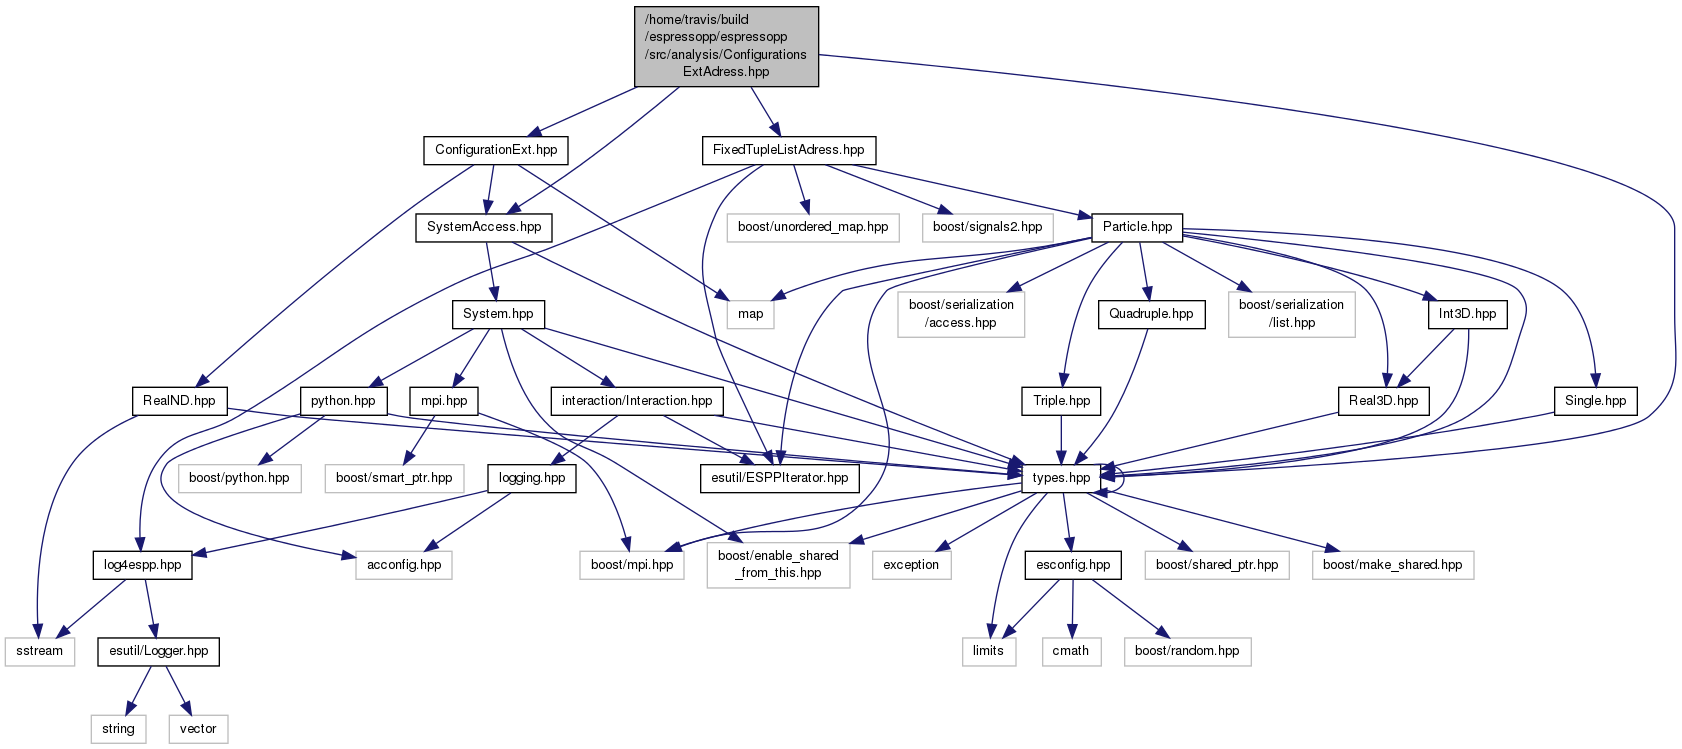 /home/travis/build
/espressopp/espressopp
/src/analysis/Configurations
ExtAdress.hpp
ConfigurationExt.hpp
FixedTupleListAdress.hpp
SystemAccess.hpp
boost/unordered_map.hpp
boost/signals2.hpp
Particle.hpp
System.hpp
map
boost/serialization
/access.hpp
Quadruple.hpp
boost/serialization
/list.hpp
Int3D.hpp
RealND.hpp
python.hpp
mpi.hpp
interaction/Interaction.hpp
Triple.hpp
Real3D.hpp
Single.hpp
boost/python.hpp
boost/smart_ptr.hpp
logging.hpp
esutil/ESPPIterator.hpp
types.hpp
log4espp.hpp
acconfig.hpp
boost/mpi.hpp
boost/enable_shared
_from_this.hpp
exception
esconfig.hpp
boost/shared_ptr.hpp
boost/make_shared.hpp
sstream
esutil/Logger.hpp
limits
cmath
boost/random.hpp
string
vector